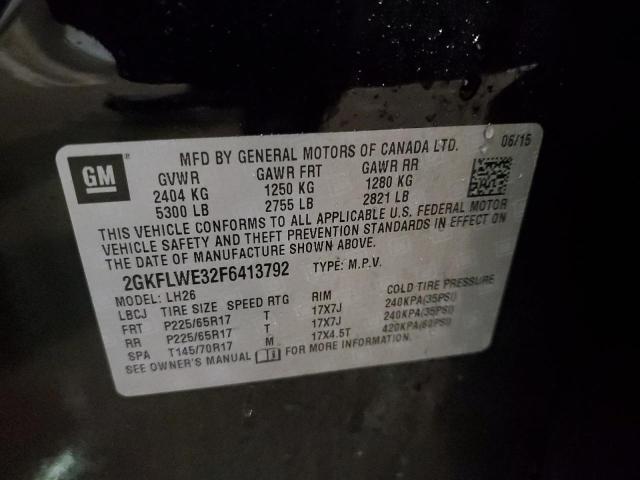 GM
MFD BY GENERAL MOTORS OF CANADA LTD. 06/15
GVWR GAWR FRT GAWR RR
2404 KG 1250 KG 1280 KG
5300 LB 2755 LB 2821 LB
THIS VEHICLE CONFORMS TO ALL APPLICABLE U.S. FEDERAL MOTOR
VEHICLE SAFETY AND THEFT PREVENTION STANDARDS IN EFFECT ON
THE DATE OF MANUFACTURE SHOWN ABOVE.
2GKFLWE32F6413792 TYPE: M.P.V.
MODEL: LH26
LBCJ TIRE SIZE SPEED RTG RIM COLD TIRE PRESSURE
FRT P225/65R17 T 17X7J 240KPA(35PSI)
RR P225/65R17 T 17X7J 240KPA(35PSI)
SPA T145/70R17 M 17X4.5T 420KPA(60PSI)
SEE OWNER'S MANUAL FOR MORE INFORMATION.